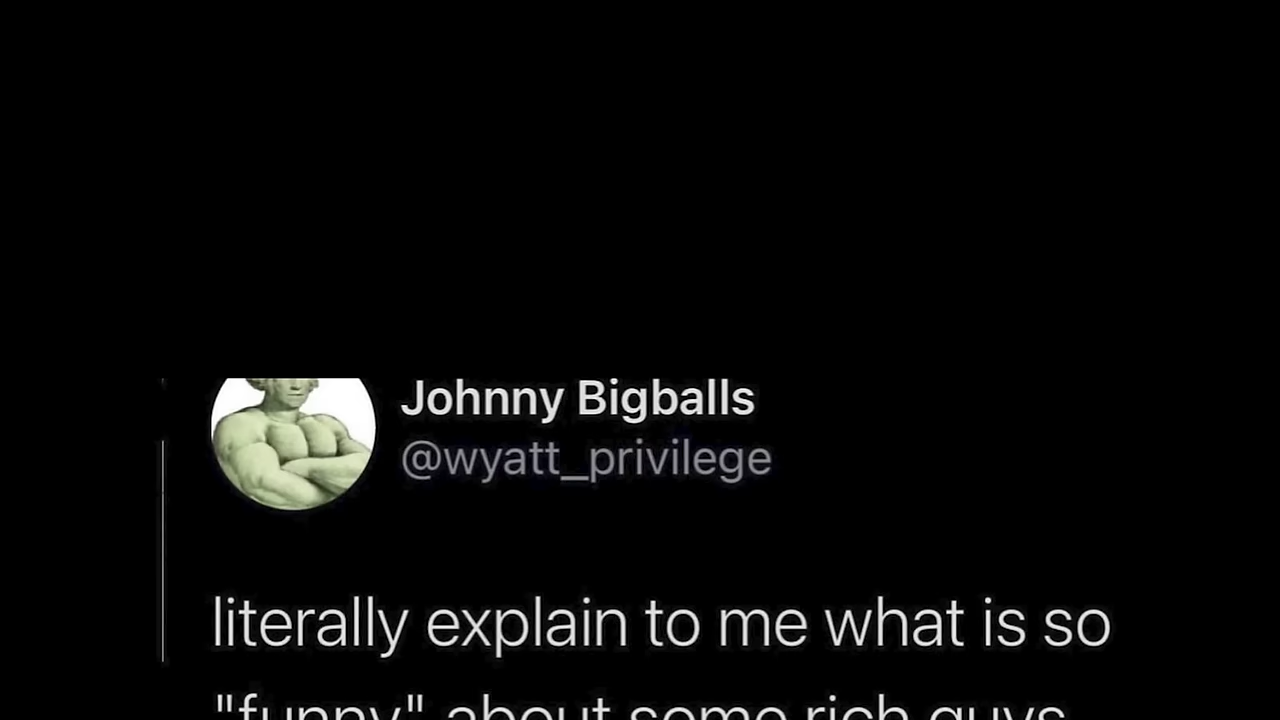 Johnny Bigballs
@wyatt_privilege
literally explain to me what is so
"funny" about some rich guys